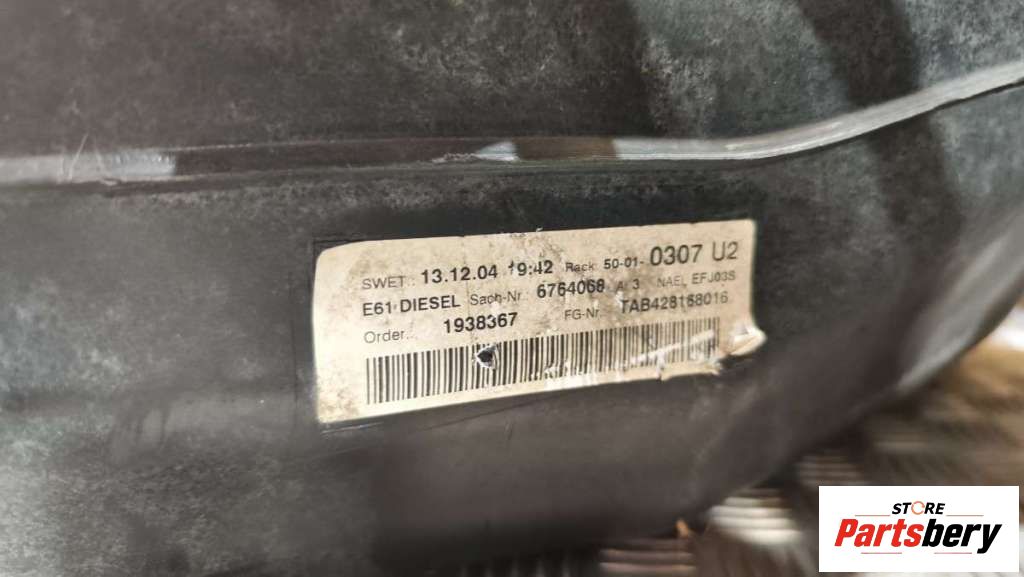 SWET.: 13.12.04 19:42 Rack: 50-01- 0307 U2
E61 DIESEL Sach-Nr.: 6764068 AI 3 NAEL EFJ03S
Order.: 1938367 FG-Nr. TAB428168016
STORE
Partsbery